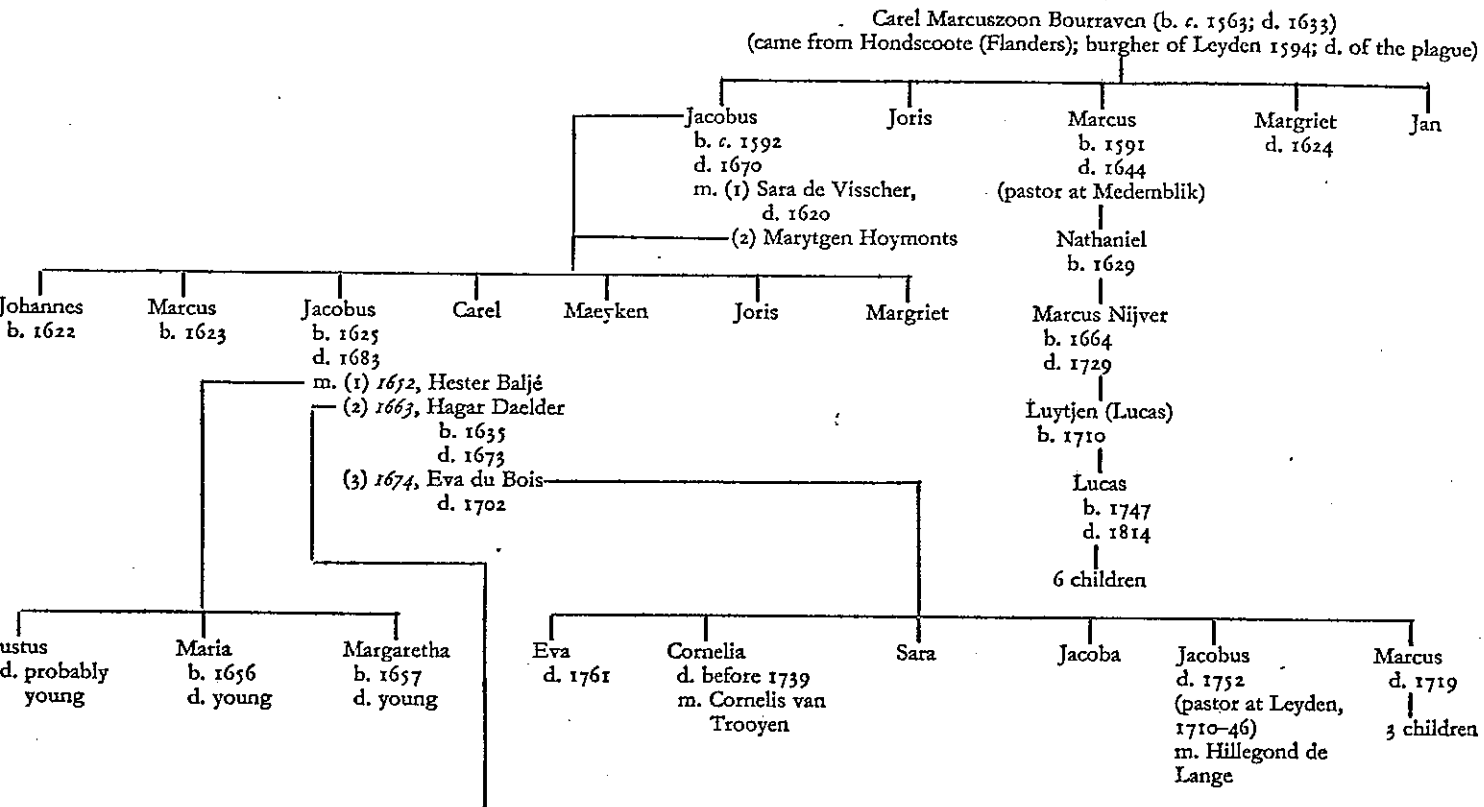 Carel Marcuszoon Bourraven (b. c. 1563; d. 1633)
(came from Hondscoote (Flanders); burgher of Leyden 1594; d. of the plague)
Jacobus
b. c. 1592
d. 1670
m. (1) Sara de Visscher,
d. 1620
(2) Marytgen Hoymonts
Joris
Marcus
b. 1591
d. 1644
(pastor at Medemblik)
Margriet
d. 1624
Jan
Nathaniel
b. 1629
Marcus Nijver
b. 1664
d. 1729
Luytjen (Lucas)
b. 1710
Lucas
b. 1747
d. 1814
6 children
Johannes
b. 1622
Marcus
b. 1623
Jacobus
b. 1625
d. 1683
m. (1) 1652, Hester Baljé
(2) 1663, Hagar Daelder
b. 1635
d. 1673
(3) 1674, Eva du Bois
d. 1702
Carel
Maeyken
Joris
Margriet
ustus
d. probably
young
Maria
b. 1656
d. young
Margaretha
b. 1657
d. young
Eva
d. 1761
Cornelia
d. before 1739
m. Cornelis van
Trooyen
Sara
Jacoba
Jacobus
d. 1752
(pastor at Leyden,
1710–46)
m. Hillegond de
Lange
Marcus
d. 1719
3 children